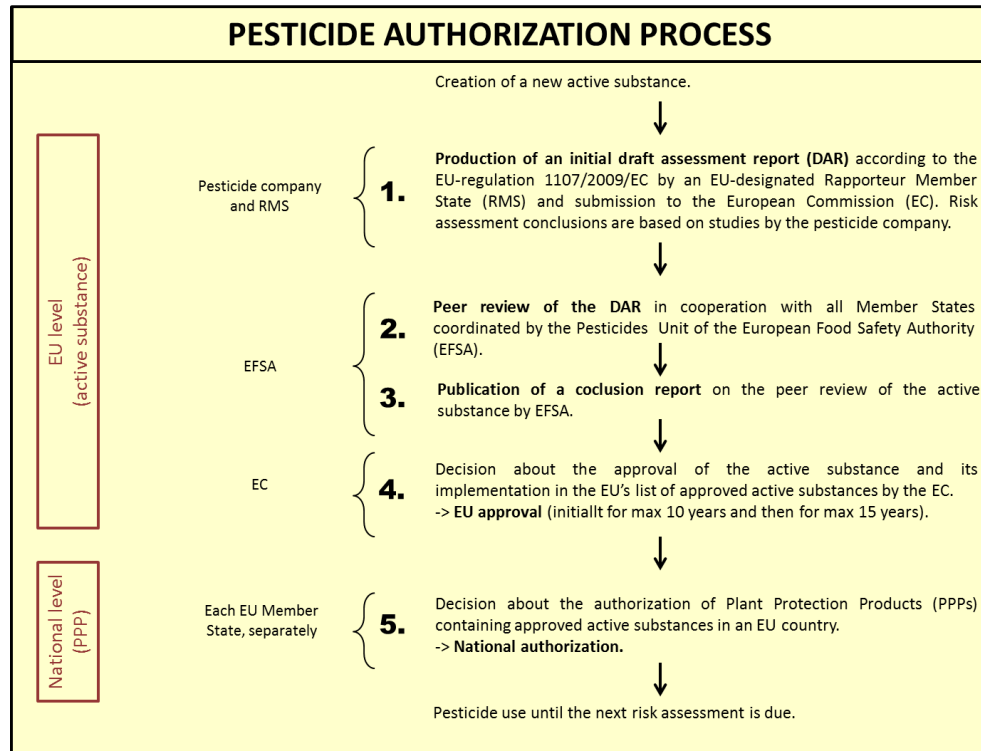 PESTICIDE AUTHORIZATION PROCESS
Creation of a new active substance.
EU level
(active substance)
Pesticide company
and RMS
1.
Production of an initial draft assessment report (DAR) according to the
EU-regulation 1107/2009/EC by an EU-designated Rapporteur Member
State (RMS) and submission to the European Commission (EC). Risk
assessment conclusions are based on studies by the pesticide company.
EFSA
2.
Peer review of the DAR in cooperation with all Member States
coordinated by the Pesticides Unit of the European Food Safety Authority
(EFSA).
3.
Publication of a coclusion report on the peer review of the active
substance by EFSA.
EC
4.
Decision about the approval of the active substance and its
implementation in the EU's list of approved active substances by the EC.
-> EU approval (initiallt for max 10 years and then for max 15 years).
National level
(PPP)
Each EU Member
State, separately
5.
Decision about the authorization of Plant Protection Products (PPPs)
containing approved active substances in an EU country.
-> National authorization.
Pesticide use until the next risk assessment is due.